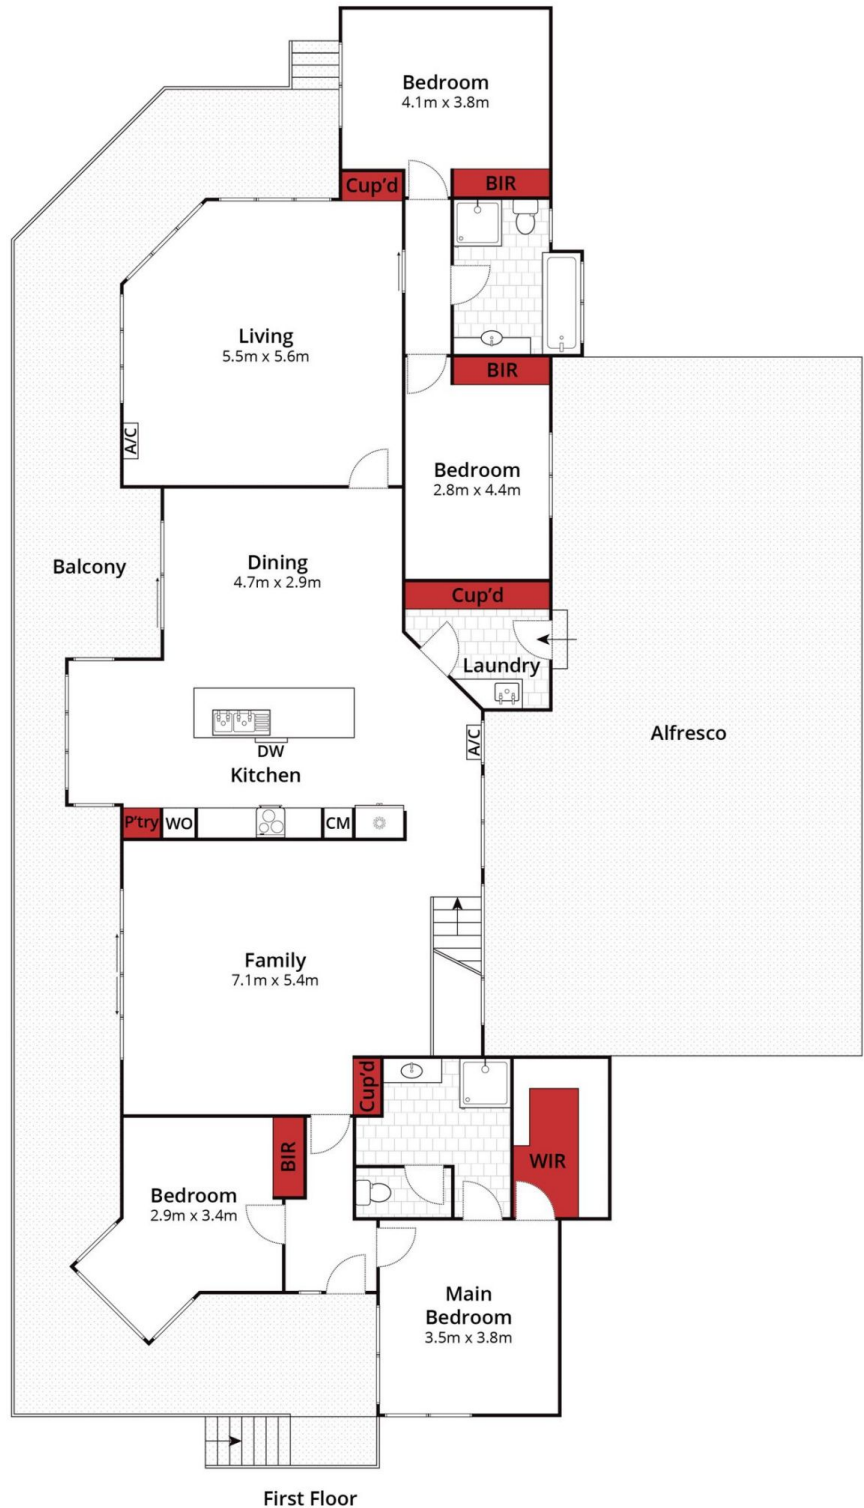 Bedroom
4.1m x 3.8m
Cup'd
BIR
Living
5.5m x 5.6m
BIR
A/C
Bedroom
2.8m x 4.4m
Balcony
Dining
4.7m x 2.9m
Cup'd
Laundry
Alfresco
A/C
DW
Kitchen
P'try
WO
CM
Family
7.1m x 5.4m
Cup'd
BIR
WIR
Bedroom
2.9m x 3.4m
Main
Bedroom
3.5m x 3.8m
First Floor